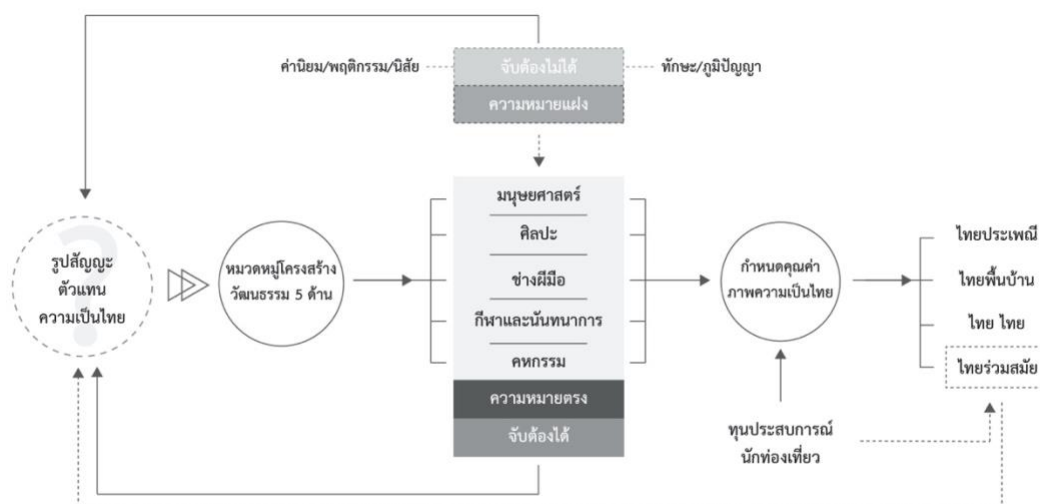 ค่านิยม/พฤติกรรม/นิสัย
จับต้องไม่ได้
ทักษะ/ภูมิปัญญา
ความหมายแฝง
?
รูปสัญญะ
ตัวแทน
ความเป็นไทย
หมวดหมู่โครงสร้าง
วัฒนธรรม 5 ด้าน
มนุษยศาสตร์
ศิลปะ
ช่างฝีมือ
กีฬาและนันทนาการ
คหกรรม
ความหมายตรง
จับต้องได้
กำหนดคุณค่า
ภาพความเป็นไทย
ทุนประสบการณ์
นักท่องเที่ยว
ไทยประเพณี
ไทยพื้นบ้าน
ไทย ไทย
ไทยร่วมสมัย